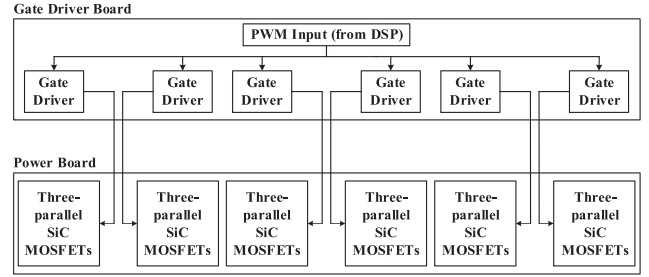 Gate Driver Board
PWM Input (from DSP)
Gate
Driver
Gate
Driver
Gate
Driver
Gate
Driver
Gate
Driver
Gate
Driver
Power Board
Three-
parallel
SiC
MOSFETs
Three-
parallel
SiC
MOSFETs
Three-
parallel
SiC
MOSFETs
Three-
parallel
SiC
MOSFETs
Three-
parallel
SiC
MOSFETs
Three-
parallel
SiC
MOSFETs